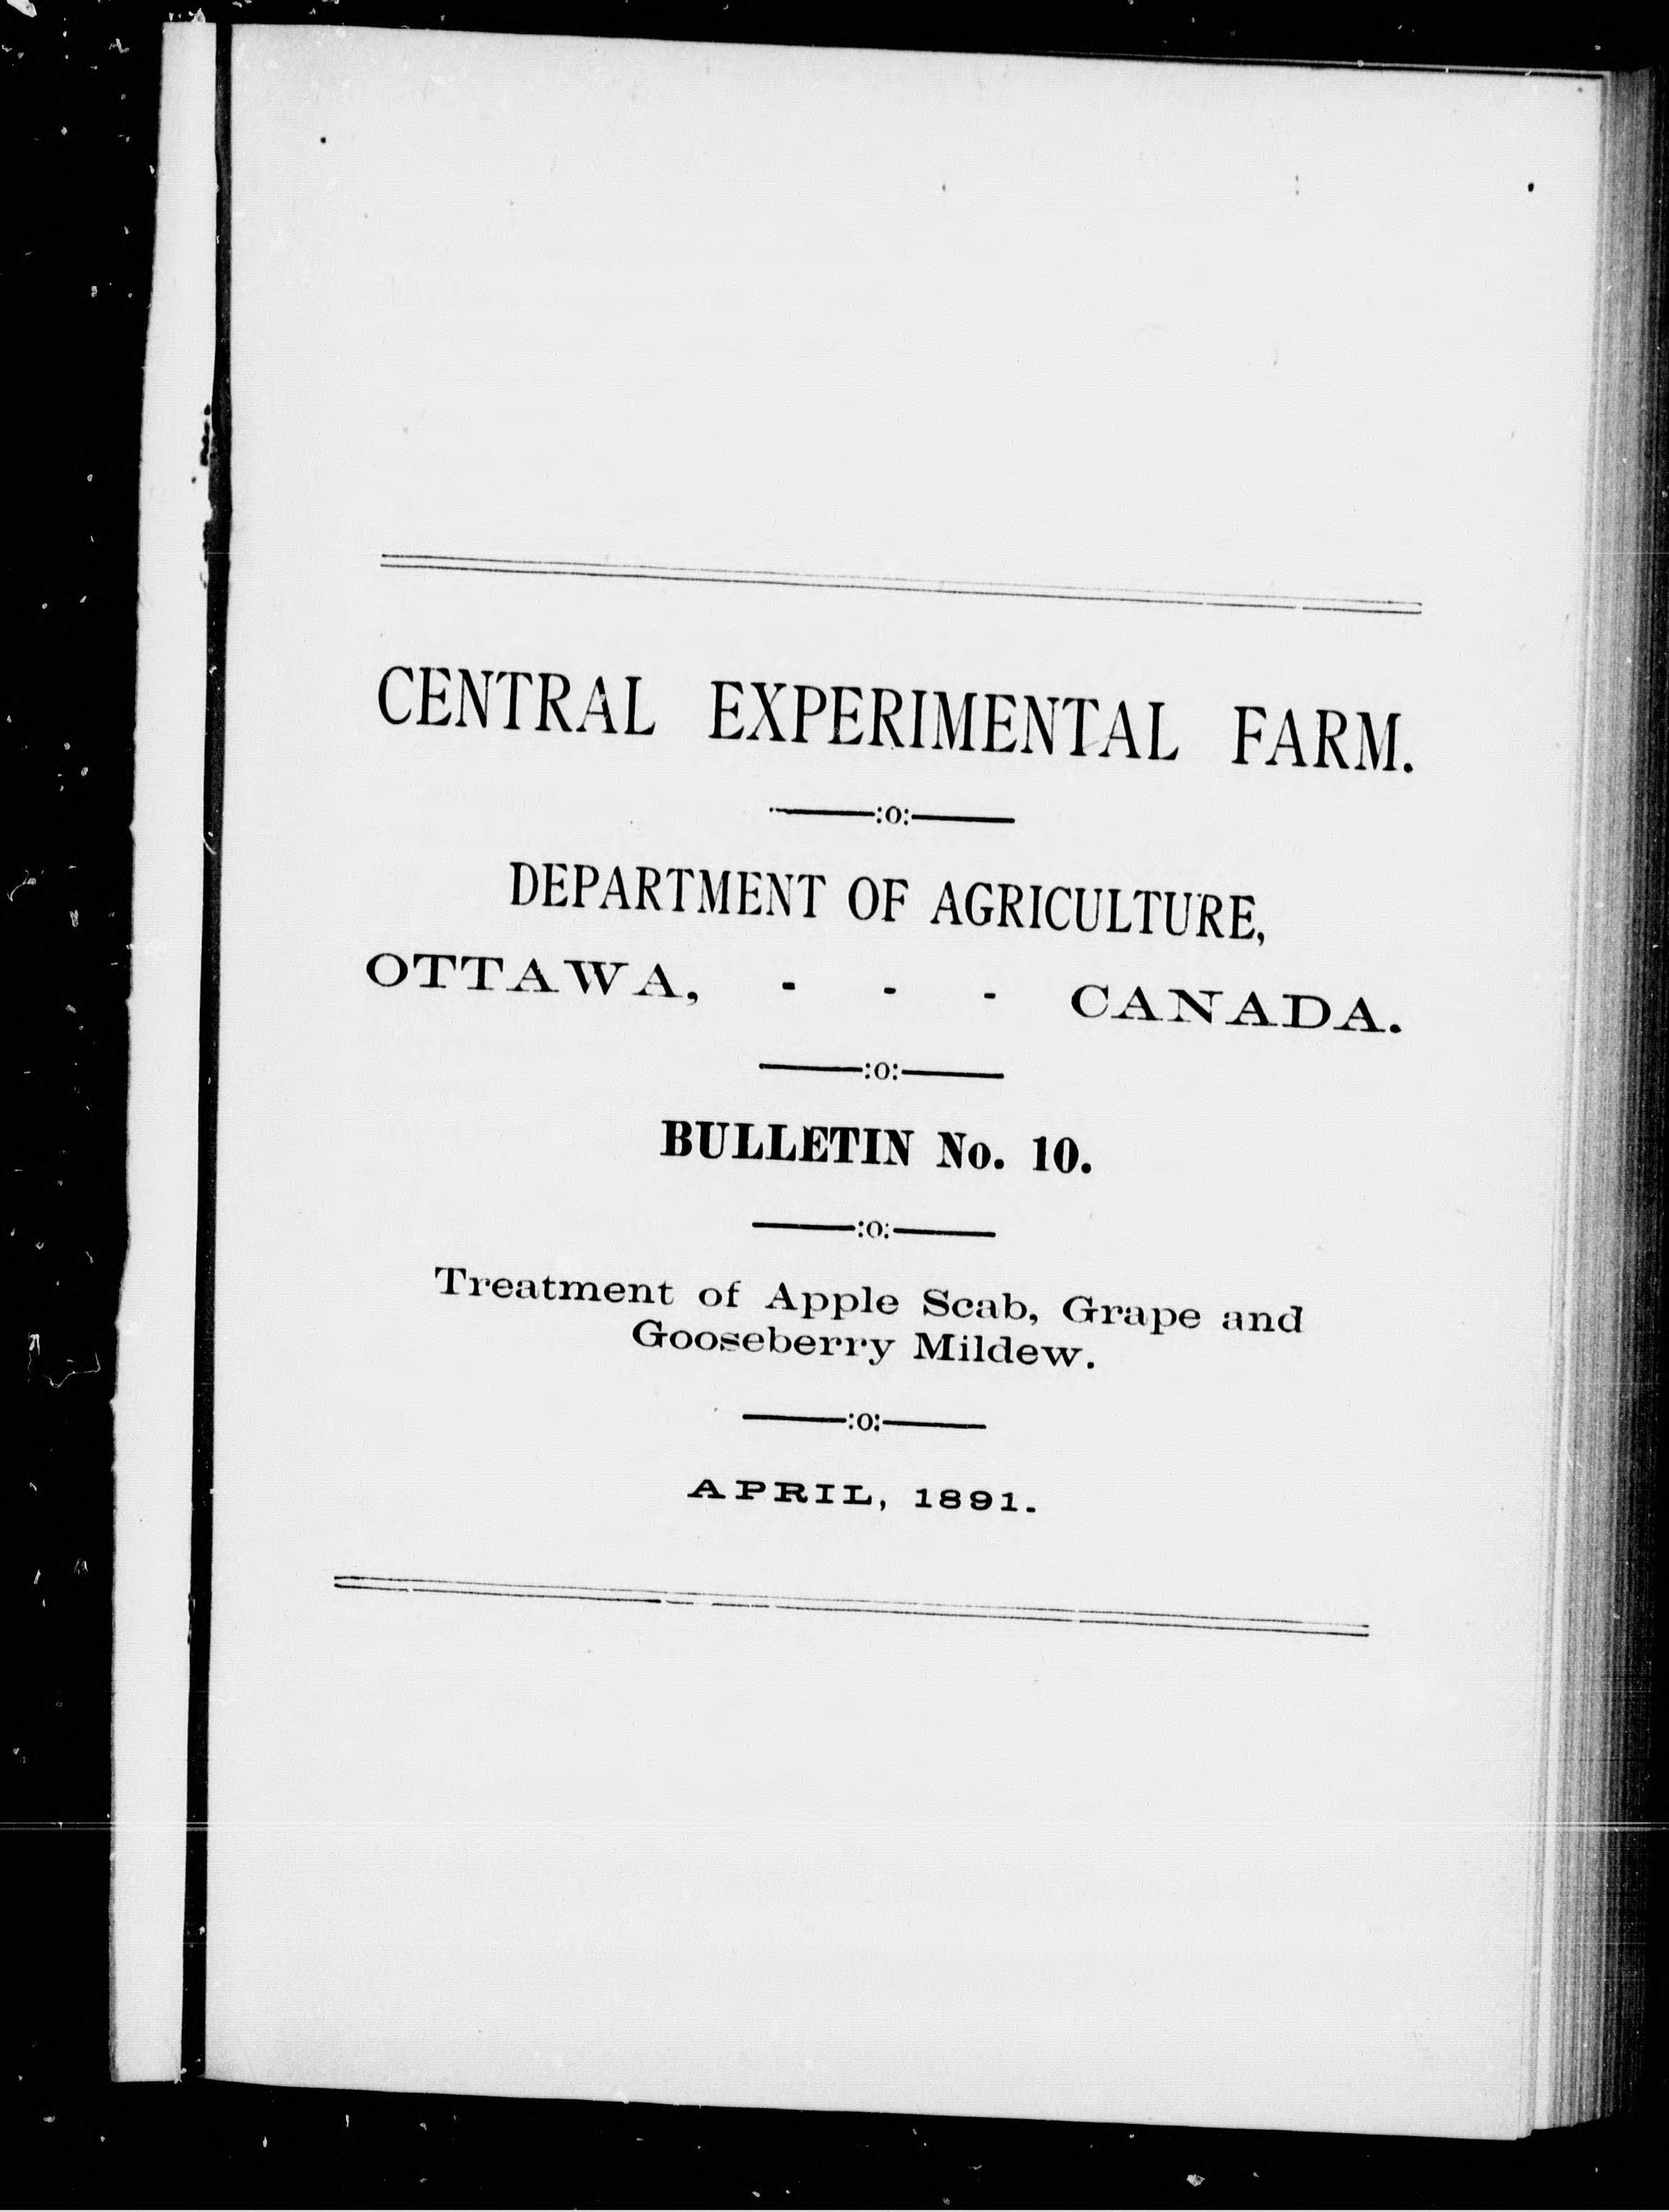 CENTRAL EXPERIMENTAL FARM.
:o:
DEPARTMENT OF AGRICULTURE,
OTTAWA, - - - CANADA.
:o:
BULLETIN No. 10.
:o:
Treatment of Apple Scab, Grape and
Gooseberry Mildew.
:o:
APRIL, 1891.